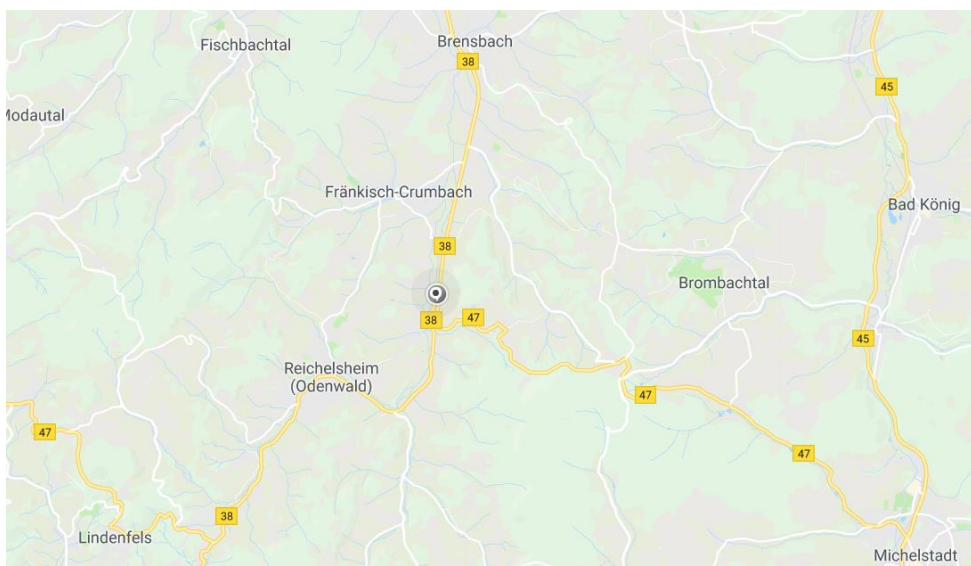 Brensbach
Fischbachtal
38
45
Modautal
Fränkisch-Crumbach
Bad König
38
Brombachtal
38
47
45
Reichelsheim
(Odenwald)
47
47
47
38
Lindenfels
Michelstadt